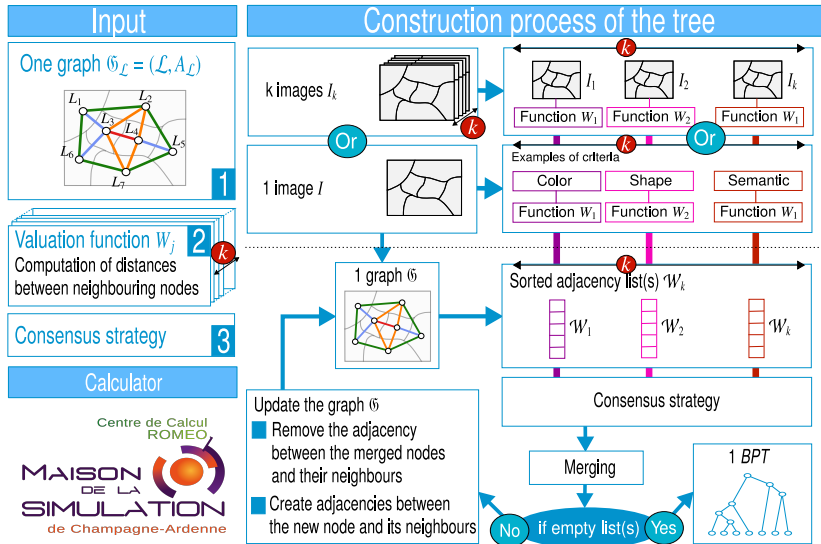 Input
One graph 𝔊ℒ = (ℒ, Aℒ)
L1
L2
L3
L4
L5
L6
L7
1
Valuation function Wj
2
Computation of distances
between neighbouring nodes
k
Consensus strategy
3
Calculator
Centre de Calcul
ROMEO
MAISON
DE LA
SIMULATION
de Champagne-Ardenne
Construction process of the tree
k images Ik
k
Or
1 image I
k
I1
I2
Ik
Function W1
Function W2
Function W1
k
Or
Examples of criteria
Color
Shape
Semantic
Function W1
Function W2
Function W1
1 graph 𝔊
k
Sorted adjacency list(s) 𝒲k
𝒲1
𝒲2
𝒲k
Update the graph 𝔊
Remove the adjacency
between the merged nodes
and their neighbours
Create adjacencies between
the new node and its neighbours
Consensus strategy
Merging
No
if empty list(s)
Yes
1 BPT